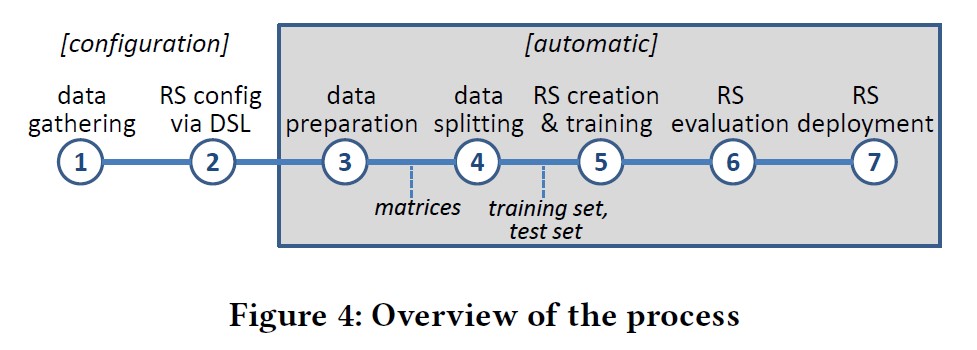 [configuration]
[automatic]
data gathering
RS config via DSL
data preparation
data splitting
RS creation & training
RS evaluation
RS deployment
1
2
3
4
5
6
7
matrices
training set,
test set
Figure 4: Overview of the process